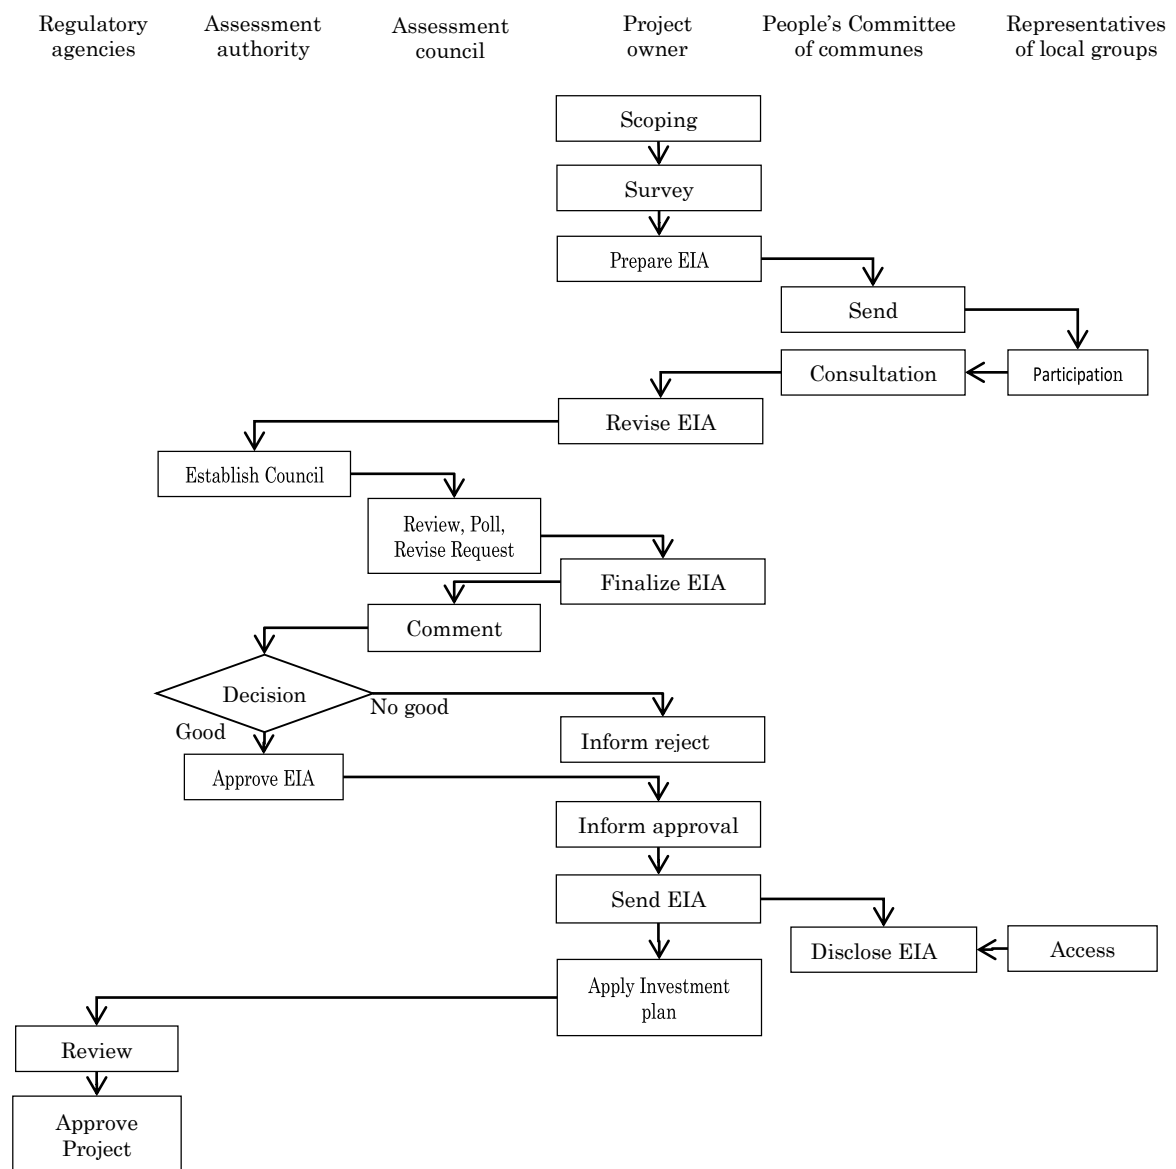 Regulatory
agencies
Assessment
authority
Assessment
council
Project
owner
People's Committee
of communes
Representatives
of local groups
Scoping
Survey
Prepare EIA
Send
Consultation
Participation
Revise EIA
Establish Council
Review, Poll,
Revise Request
Finalize EIA
Comment
Decision
No good
Good
Inform reject
Approve EIA
Inform approval
Send EIA
Disclose EIA
Access
Apply Investment
plan
Review
Approve
Project